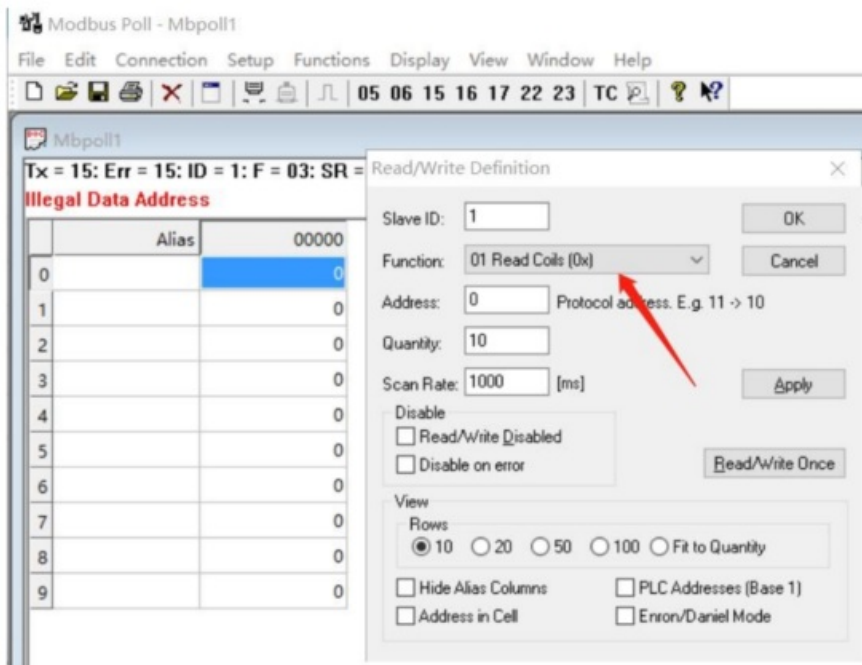 Modbus Poll - Mbpoll1
File Edit Connection Setup Functions Display View Window Help
05 06 15 16 17 22 23 TC
Mbpoll1
Tx = 15: Err = 15: ID = 1: F = 03: SR =
Illegal Data Address
Alias 00000
0 0
1 0
2 0
3 0
4 0
5 0
6 0
7 0
8 0
9 0
Read/Write Definition
Slave ID: 1 OK
Function: 01 Read Coils (0x) Cancel
Address: 0 Protocol address. E.g. 11 -> 10
Quantity: 10
Scan Rate: 1000 [ms] Apply
Disable
Read/Write Disabled
Disable on error Read/Write Once
View
Rows
10 20 50 100 Fit to Quantity
Hide Alias Columns PLC Addresses (Base 1)
Address in Cell Enron/Daniel Mode